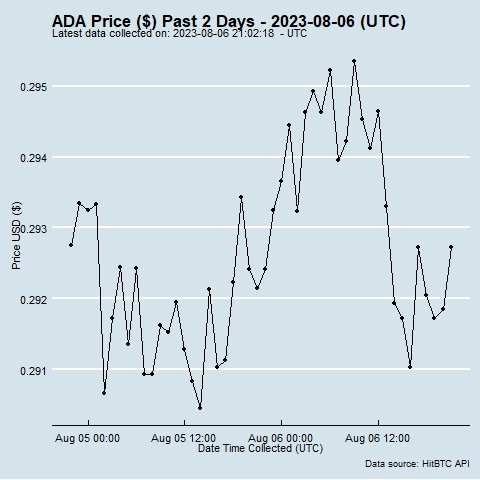 ADA Price ($) Past 2 Days - 2023-08-06 (UTC)
Latest data collected on: 2023-08-06 21:02:18  - UTC
Price USD ($)
0.295
0.294
0.293
0.292
0.291
Aug 05 00:00 Aug 05 12:00 Aug 06 00:00 Aug 06 12:00
Date Time Collected (UTC)
Data source: HitBTC API